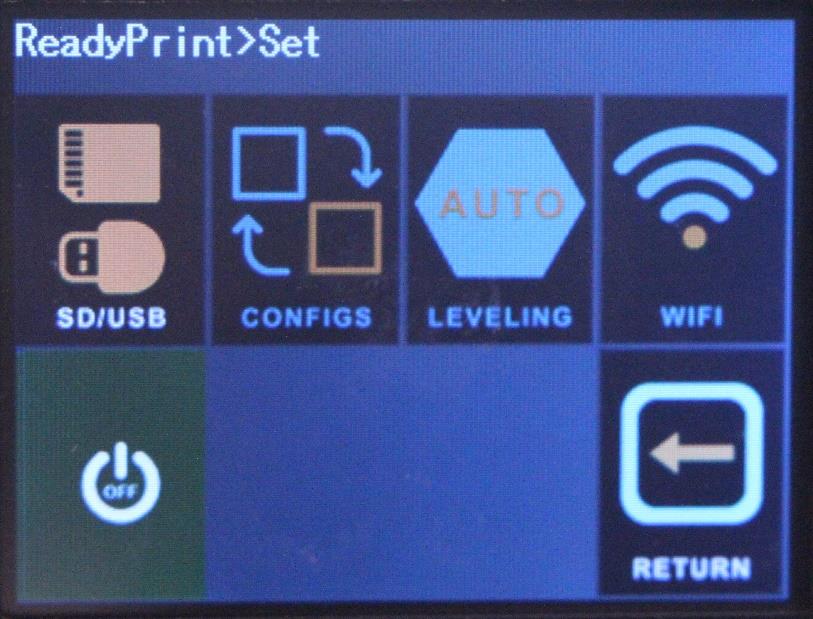 ReadyPrint>Set
AUTO
SD/USB
CONFIGS
LEVELING
WIFI
OFF
RETURN